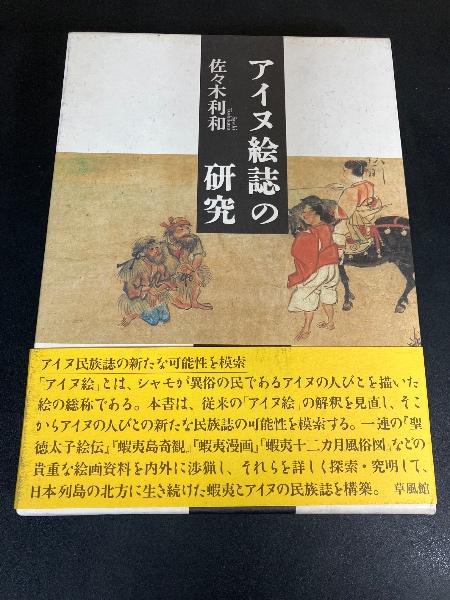 アイヌ絵誌の
研究
佐々木利和
Sasaki
Toshikazu
アイヌ民族誌の新たな可能性を模索
「アイヌ絵」とは、シャモが異俗の民であるアイヌの人びとを描いた
絵の総称である。本書は、従来の「アイヌ絵」の解釈を見直し、そこ
からアイヌの人びとの新たな民族誌の可能性を模索する。一連の『聖
徳太子絵伝』『蝦夷島奇観』『蝦夷漫画』『蝦夷十二カ月風俗図』などの
貴重な絵画資料を内外に渉猟し、それらを詳しく探索・究明して、
日本列島の北方に生き続けた蝦夷とアイヌの民族誌を構築。 草風館